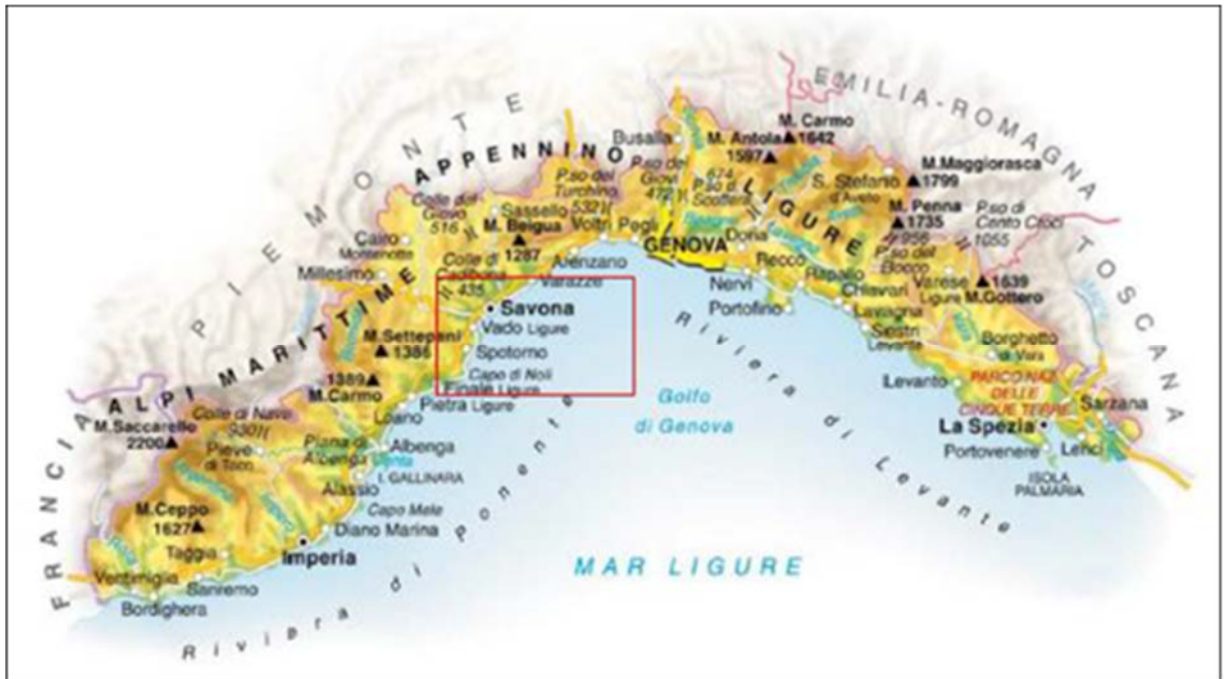 EMILIA-ROMAGNA
PIEMONTE
APPENNINO
LIGURE
ALPI MARITTIME
FRANCIA
TOSCANA
Busalla
M. Carmo
1642
M. Antola
1597
M.Maggiorasca
1799
S. Stefano
d'Aveto
M. Penna
1735
P.so di
Cento Croci
1055
P.so dei
Giovi
472
P.so d.
Scoffera
674
P.so del
Turchino
532
Colle del
Giovo
516
Sassello
M. Beigua
1287
Voltri
Pegli
GENOVA
Doria
Recco
Rapallo
Chiavari
Lavagna
Sestri
Levante
956
P.so del
Bocco
Varese
Ligure
1639
M.Gottero
Cairo
Montenotte
Millesimo
Colle di
435
Arenzano
Varazze
Nervi
Portofino
Savona
Vado Ligure
Spotorno
Capo di Noli
Finale Ligure
Pietra Ligure
M.Settepani
1386
1389
M.Carmo
Loano
Borghetto
di Vara
Levanto
PARCO NAZ.
DELLE
CINQUE TERRE
Sarzana
La Spezia
Portovenere
Lerici
ISOLA
PALMARIA
Golfo
di Genova
Riviera di Levante
M.Saccarello
2200
Colle di Nava
930
Pieve
di Teco
Piana di
Albenga
Albenga
I. GALLINARA
Alassio
Capo Mele
Diano Marina
M.Ceppo
1627
Taggia
Imperia
Ventimiglia
Sanremo
Bordighera
Riviera di Ponente
MAR LIGURE